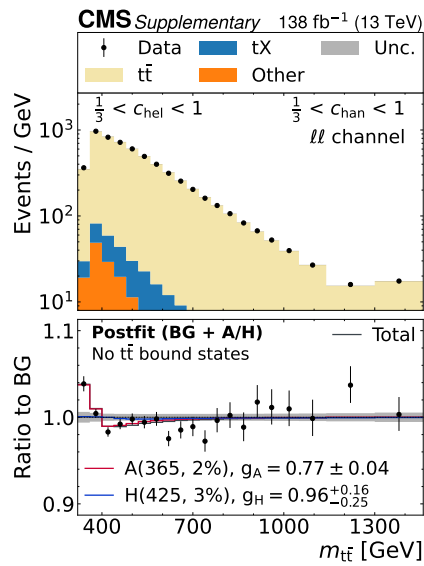 CMS Supplementary 138 fb⁻¹ (13 TeV)
Data tX Unc.
tt̄ Other
1/3 < c_hel < 1 1/3 < c_han < 1
ℓℓ channel
Events / GeV
10³
10²
10¹
Postfit (BG + A/H) Total
No tt̄ bound states
Ratio to BG
1.1
1.0
0.9
A(365, 2%), g_A = 0.77 ± 0.04
H(425, 3%), g_H = 0.96 +0.16 −0.25
400 700 1000 1300
m_tt̄ [GeV]